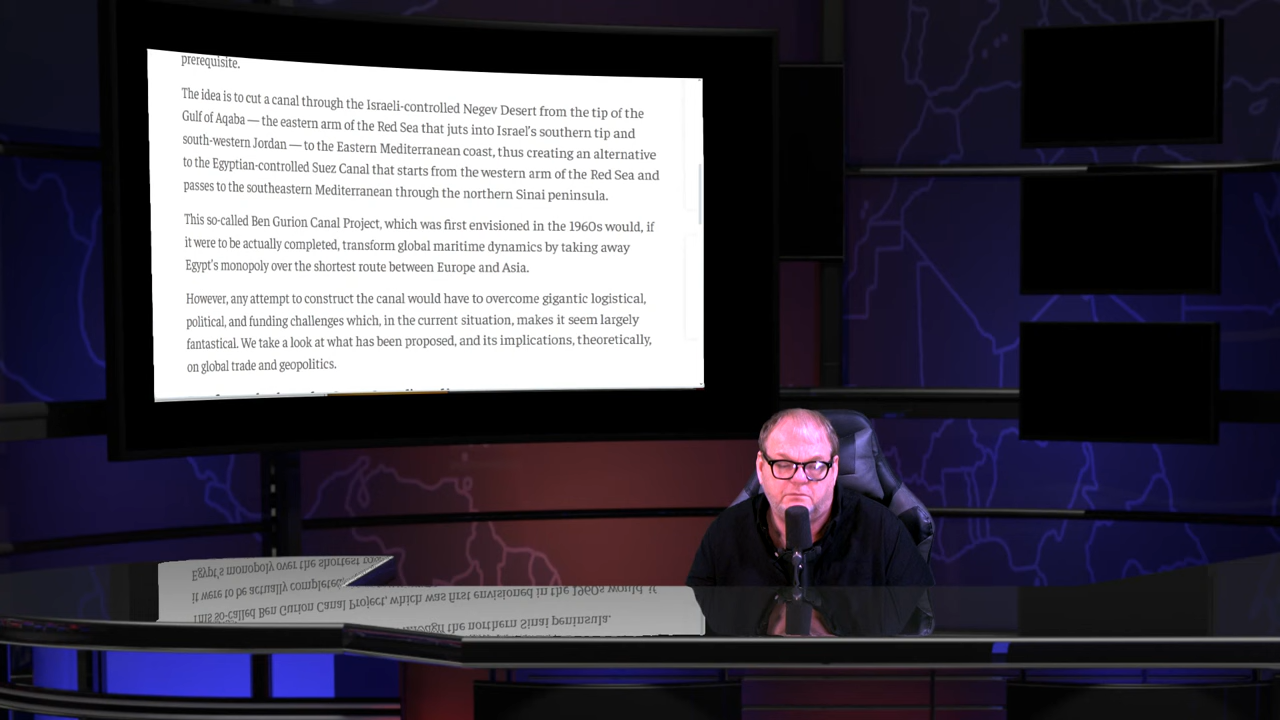 prerequisite.
The idea is to cut a canal through the Israeli-controlled Negev Desert from the tip of the
Gulf of Aqaba — the eastern arm of the Red Sea that juts into Israel's southern tip and
south-western Jordan — to the Eastern Mediterranean coast, thus creating an alternative
to the Egyptian-controlled Suez Canal that starts from the western arm of the Red Sea and
passes to the southeastern Mediterranean through the northern Sinai peninsula.
This so-called Ben Gurion Canal Project, which was first envisioned in the 1960s would, if
it were to be actually completed, transform global maritime dynamics by taking away
Egypt's monopoly over the shortest route between Europe and Asia.
However, any attempt to construct the canal would have to overcome gigantic logistical,
political, and funding challenges which, in the current situation, makes it seem largely
fantastical. We take a look at what has been proposed, and its implications, theoretically,
on global trade and geopolitics.